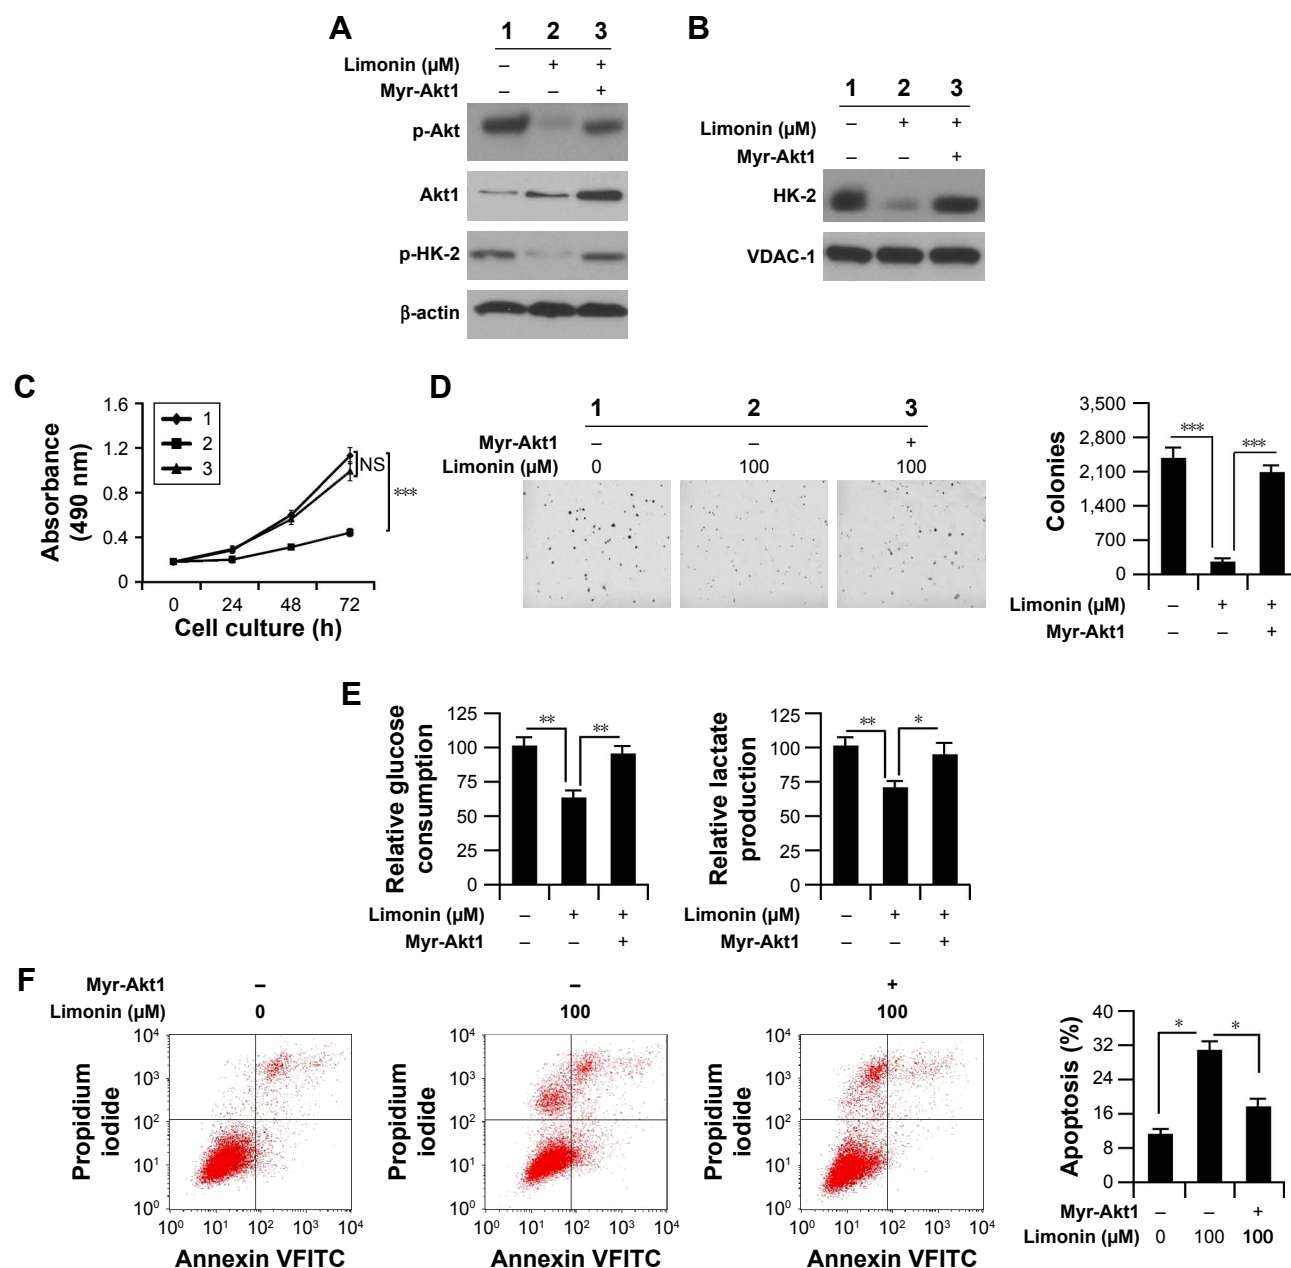 A
1 2 3
Limonin (µM) – + +
Myr-Akt1 – – +
p-Akt
Akt1
p-HK-2
β-actin
B
1 2 3
Limonin (µM) – + +
Myr-Akt1 – – +
HK-2
VDAC-1
C
Absorbance
(490 nm)
1.6
1.2
0.8
0.4
0
1
2
3
NS
***
0 24 48 72
Cell culture (h)
D
1 2 3
Myr-Akt1 – – +
Limonin (µM) 0 100 100
Colonies
3,500
2,800
2,100
1,400
700
0
*** ***
Limonin (µM) – + +
Myr-Akt1 – – +
E
Relative glucose
consumption
125
100
75
50
25
0
** **
Limonin (µM) – + +
Myr-Akt1 – – +
Relative lactate
production
125
100
75
50
25
0
** *
Limonin (µM) – + +
Myr-Akt1 – – +
F
Myr-Akt1 – – +
Limonin (µM) 0 100 100
Propidium
iodide
10⁴
10³
10²
10¹
10⁰
10⁰ 10¹ 10² 10³ 10⁴
Annexin VFITC
Propidium
iodide
10⁴
10³
10²
10¹
10⁰
10⁰ 10¹ 10² 10³ 10⁴
Annexin VFITC
Propidium
iodide
10⁴
10³
10²
10¹
10⁰
10⁰ 10¹ 10² 10³ 10⁴
Annexin VFITC
Apoptosis (%)
40
32
24
16
8
0
* *
Myr-Akt1 – – +
Limonin (µM) 0 100 100